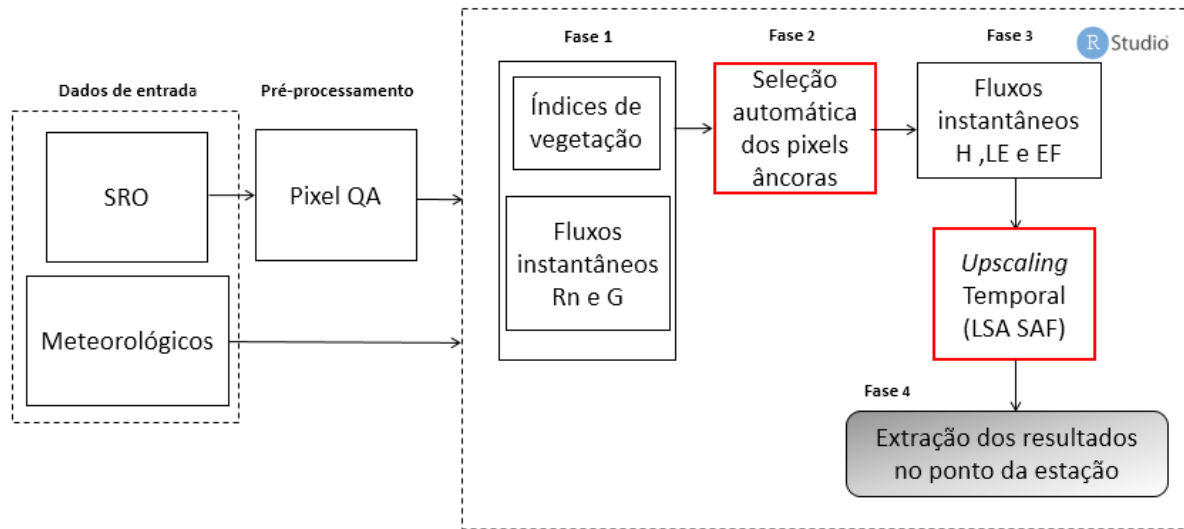 Dados de entrada
SRO
Meteorológicos
Pré-processamento
Pixel QA
Fase 1
Índices de
vegetação
Fluxos
instantâneos
Rn e G
Fase 2
Seleção
automática
dos pixels
âncoras
Fase 3
R Studio
Fluxos
instantâneos
H ,LE e EF
Upscaling
Temporal
(LSA SAF)
Fase 4
Extração dos resultados
no ponto da estação